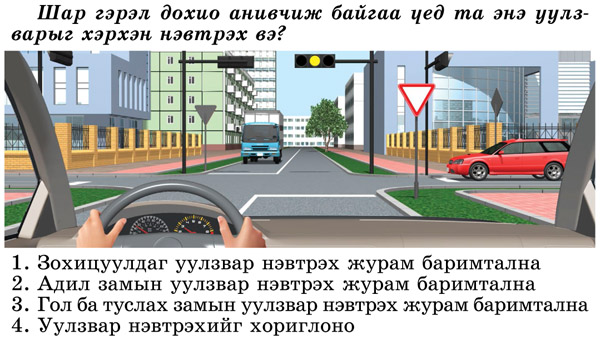 Шар гэрэл дохио анивчиж байгаа үед та энэ уулз-
варыг хэрхэн нэвтрэх вэ?
1. Зохицуулдаг уулзвар нэвтрэх журам баримтална
2. Адил замын уулзвар нэвтрэх журам баримтална
3. Гол ба туслах замын уулзвар нэвтрэх журам баримтална
4. Уулзвар нэвтрэхийг хориглоно